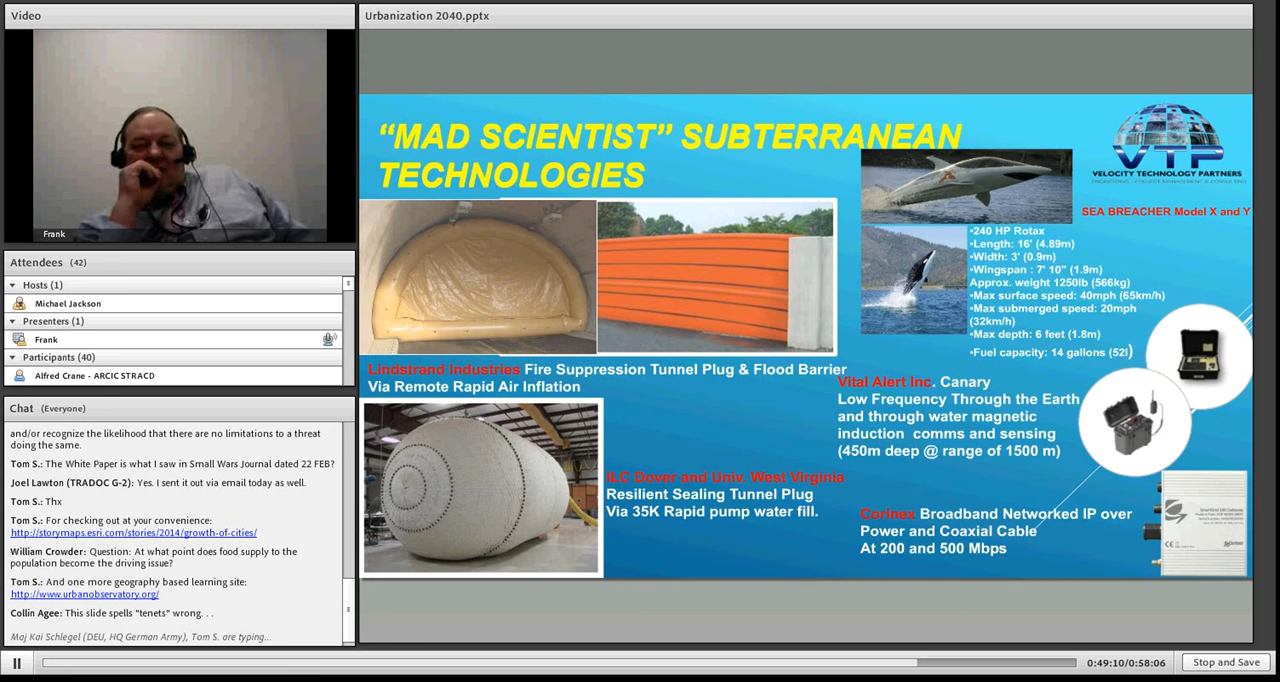 Video
Frank
Attendees (42)
Hosts (1)
Michael Jackson
Presenters (1)
Frank
Participants (40)
Alfred Crane - ARCIC STRACD
Chat (Everyone)
and/or recognize the likelihood that there are no limitations to a threat
doing the same.
Tom S.: The White Paper is what I saw in Small Wars Journal dated 22 FEB?
Joel Lawton (TRADOC G-2): Yes. I sent it out via email today as well.
Tom S.: Thx
Tom S.: For checking out at your convenience:
http://storymaps.esri.com/stories/2014/growth-of-cities/
William Crowder: Question: At what point does food supply to the
population become the driving issue?
Tom S.: And one more geography based learning site:
http://www.urbanobservatory.org/
Collin Agee: This slide spells "tenets" wrong. . .
Maj Kai Schlegel (DEU, HQ German Army), Tom S. are typing...
Urbanization 2040.pptx
“MAD SCIENTIST” SUBTERRANEAN
TECHNOLOGIES
VTP
VELOCITY TECHNOLOGY PARTNERS
SEA BREACHER Model X and Y
•240 HP Rotax
•Length: 16' (4.89m)
•Width: 3' (0.9m)
•Wingspan : 7' 10” (1.9m)
Approx. weight 1250lb (566kg)
•Max surface speed: 40mph (65km/h)
•Max submerged speed: 20mph
(32km/h)
•Max depth: 6 feet (1.8m)
•Fuel capacity: 14 gallons (52l)
Lindstrand Industries Fire Suppression Tunnel Plug & Flood Barrier
Via Remote Rapid Air Inflation
Vital Alert Inc. Canary
Low Frequency Through the Earth
and through water magnetic
induction comms and sensing
(450m deep @ range of 1500 m)
ILC Dover and Univ. West Virginia
Resilient Sealing Tunnel Plug
Via 35K Rapid pump water fill.
Corinex Broadband Networked IP over
Power and Coaxial Cable
At 200 and 500 Mbps
0:49:10/0:58:06
Stop and Save